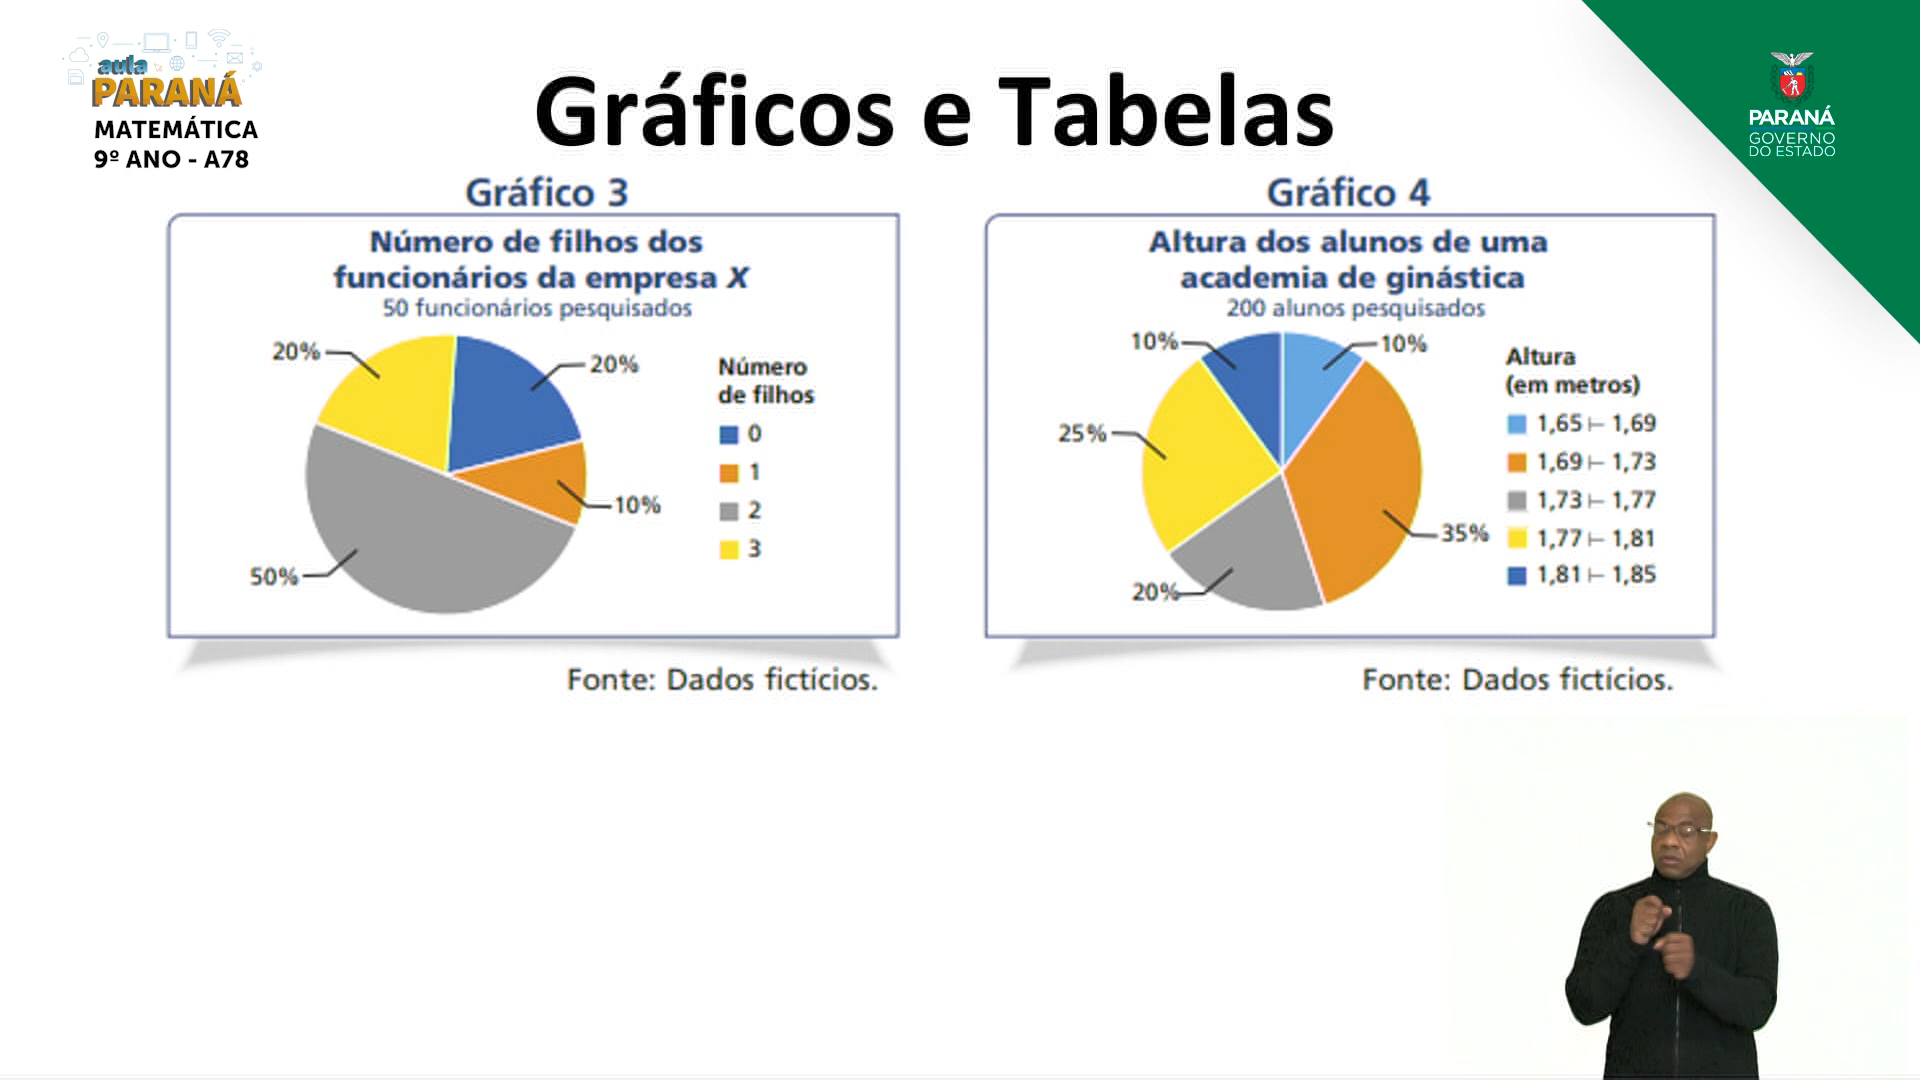 aula
PARANÁ
MATEMÁTICA
9º ANO - A78
Gráficos e Tabelas
PARANÁ
GOVERNO
DO ESTADO
Gráfico 3
Número de filhos dos
funcionários da empresa X
50 funcionários pesquisados
20%
20%
10%
50%
Número
de filhos
0
1
2
3
Fonte: Dados fictícios.
Gráfico 4
Altura dos alunos de uma
academia de ginástica
200 alunos pesquisados
10%
10%
25%
35%
20%
Altura
(em metros)
1,65 ⊢ 1,69
1,69 ⊢ 1,73
1,73 ⊢ 1,77
1,77 ⊢ 1,81
1,81 ⊢ 1,85
Fonte: Dados fictícios.